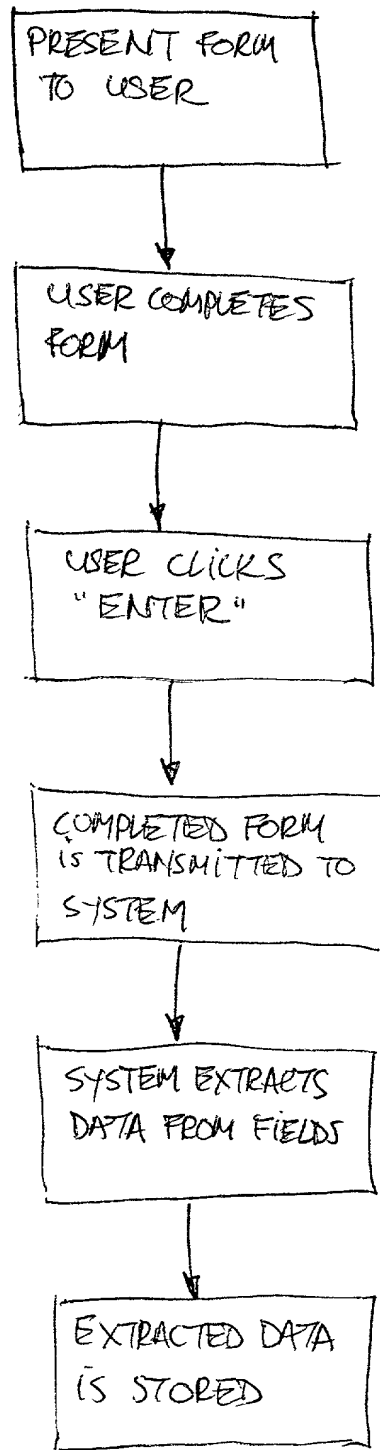 PRESENT FORM
TO USER
USER COMPLETES
FORM
USER CLICKS
"ENTER"
COMPLETED FORM
is TRANSMITTED TO
SYSTEM
SYSTEM EXTRACTS
DATA FROM FIELDS
EXTRACTED DATA
is STORED